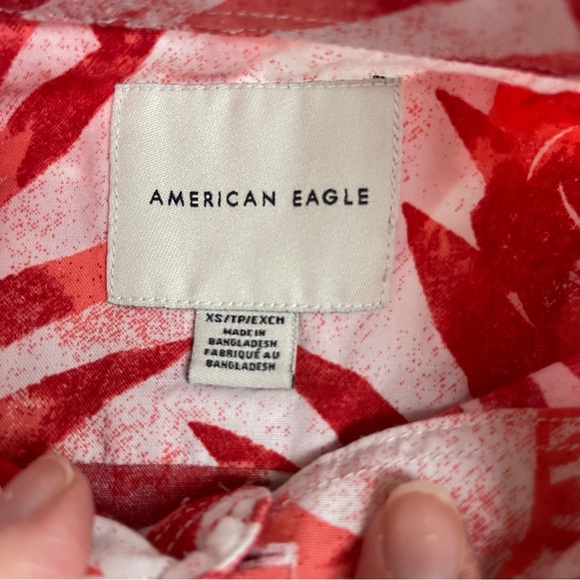 AMERICAN EAGLE
XS/TP/EXCH
MADE IN
BANGLADESH
FABRIQUÉ AU
BANGLADESH